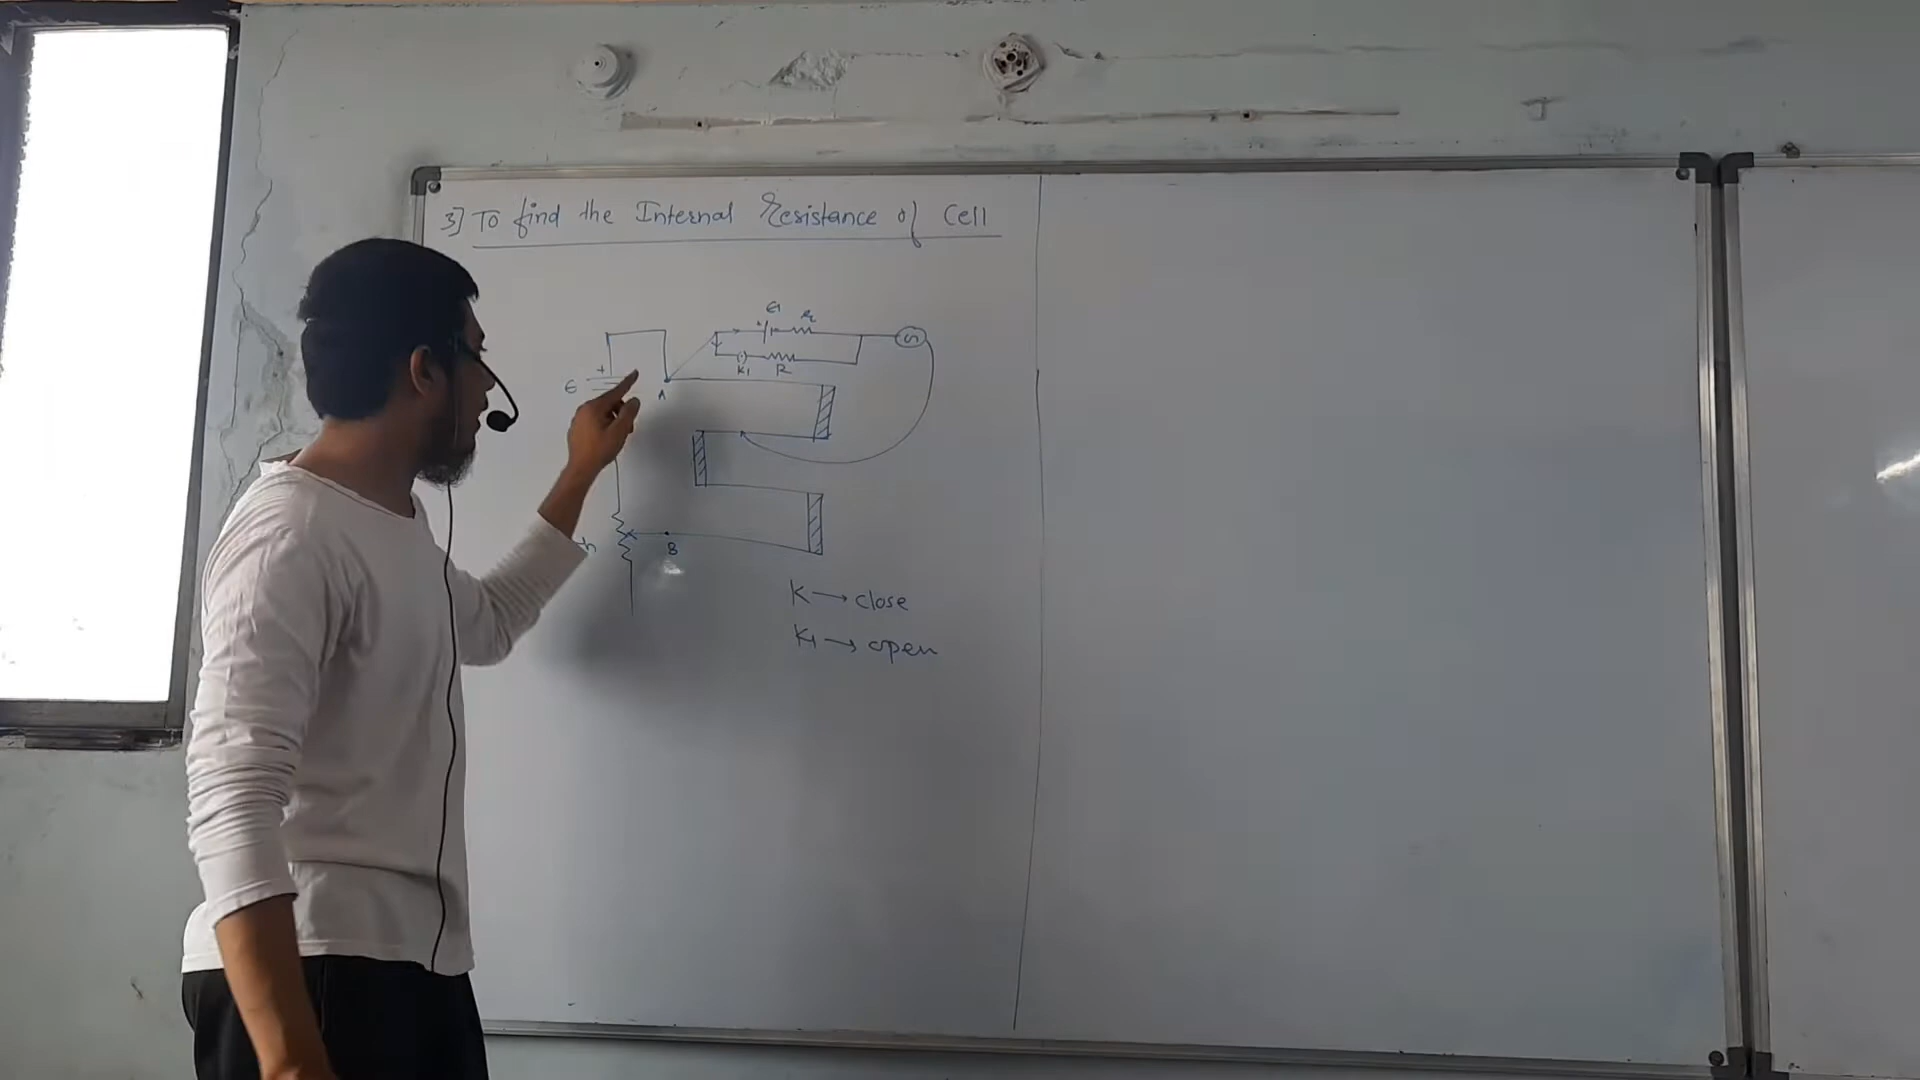 3] To find the Internal Resistance of Cell
E1 r
G
K1 R
+
E
A
B
K → close
K1 → open